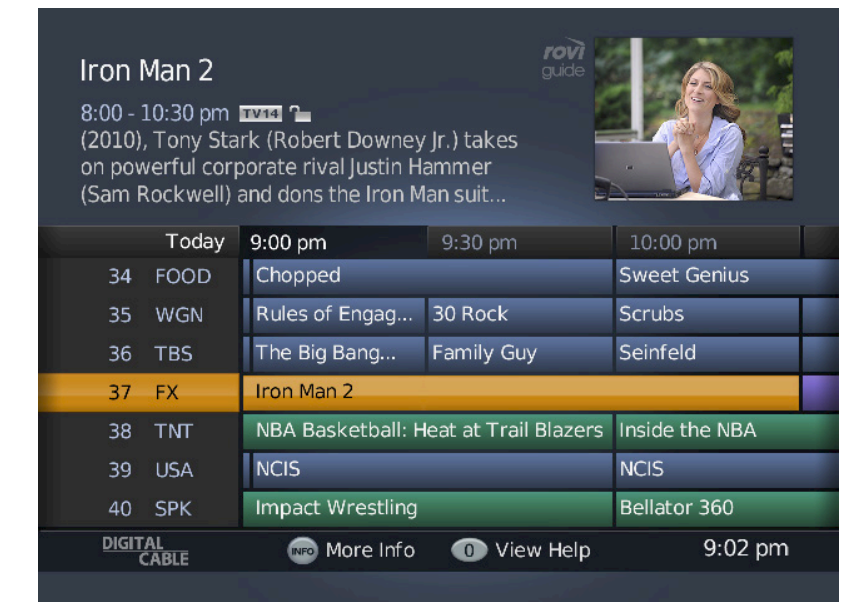 Iron Man 2
rovi
guide
8:00 - 10:30 pm TV14
(2010), Tony Stark (Robert Downey Jr.) takes
on powerful corporate rival Justin Hammer
(Sam Rockwell) and dons the Iron Man suit...
Today 9:00 pm 9:30 pm 10:00 pm
34 FOOD Chopped Sweet Genius
35 WGN Rules of Engag... 30 Rock Scrubs
36 TBS The Big Bang... Family Guy Seinfeld
37 FX Iron Man 2
38 TNT NBA Basketball: Heat at Trail Blazers Inside the NBA
39 USA NCIS NCIS
40 SPK Impact Wrestling Bellator 360
DIGITAL
CABLE
INFO More Info 0 View Help 9:02 pm